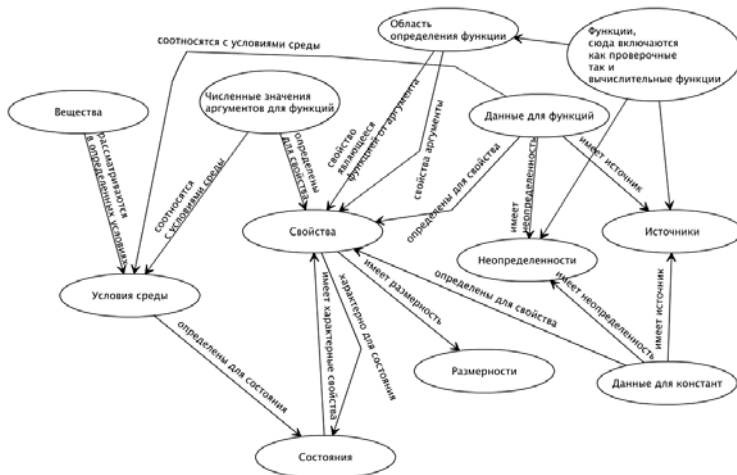 Область
определения функции
Функции,
сюда включаются
как проверочные
так и
вычислительные функции
соотносятся с условиями среды
Вещества
Численные значения
аргументов для функций
Данные для функций
рассматриваются
в определенных условиях
соотносятся
с условиями среды
определены
для свойства
свойство
являющееся
функцией от аргумента
свойства аргументы
определены для свойства
имеет
неопределенность
имеет источник
Свойства
Неопределенности
Источники
Условия среды
определены для состояния
имеет характерные свойства
характерно для состояния
имеет размерность
определены для свойства
имеет неопределенность
имеет источник
Размерности
Данные для констант
Состояния